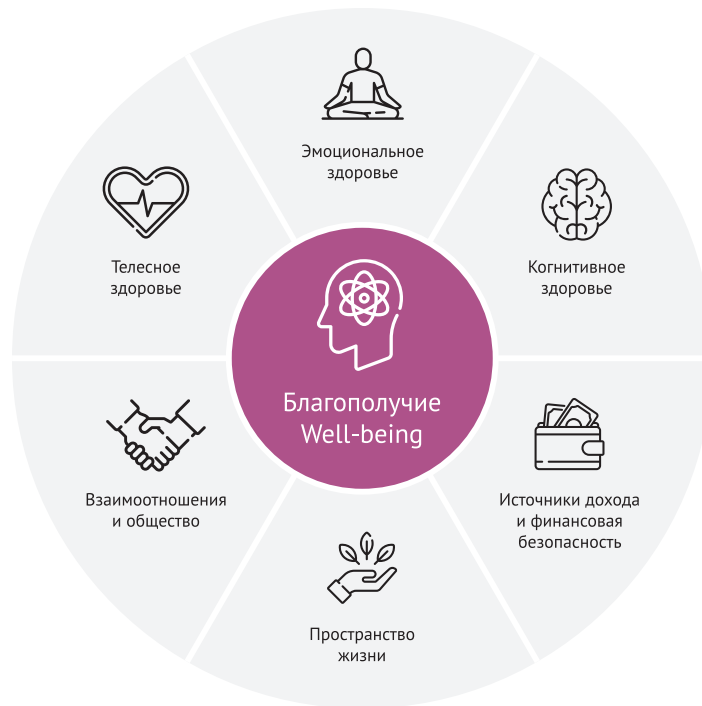 Эмоциональное
здоровье
Телесное
здоровье
Когнитивное
здоровье
Благополучие
Well-being
Взаимоотношения
и общество
Источники дохода
и финансовая
безопасность
Пространство
жизни